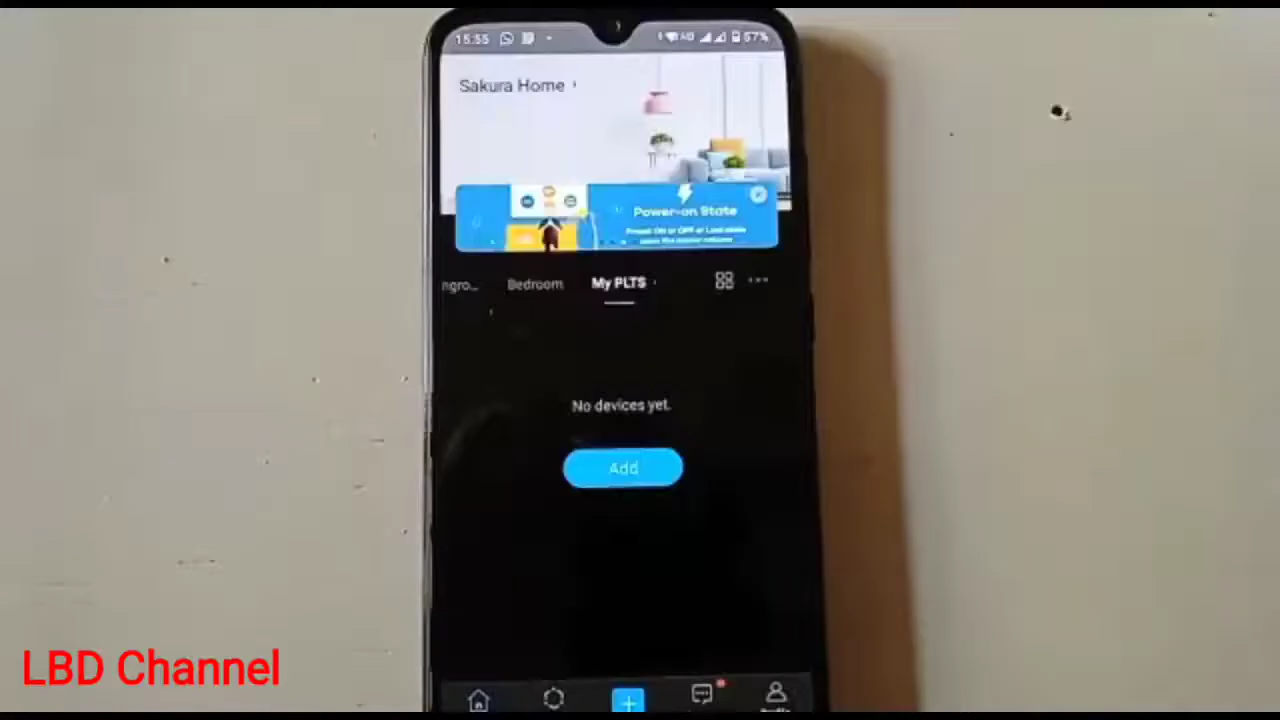 15:55
57%
Sakura Home
Power-on State
Bedroom
My PLTS
No devices yet.
Add
LBD Channel